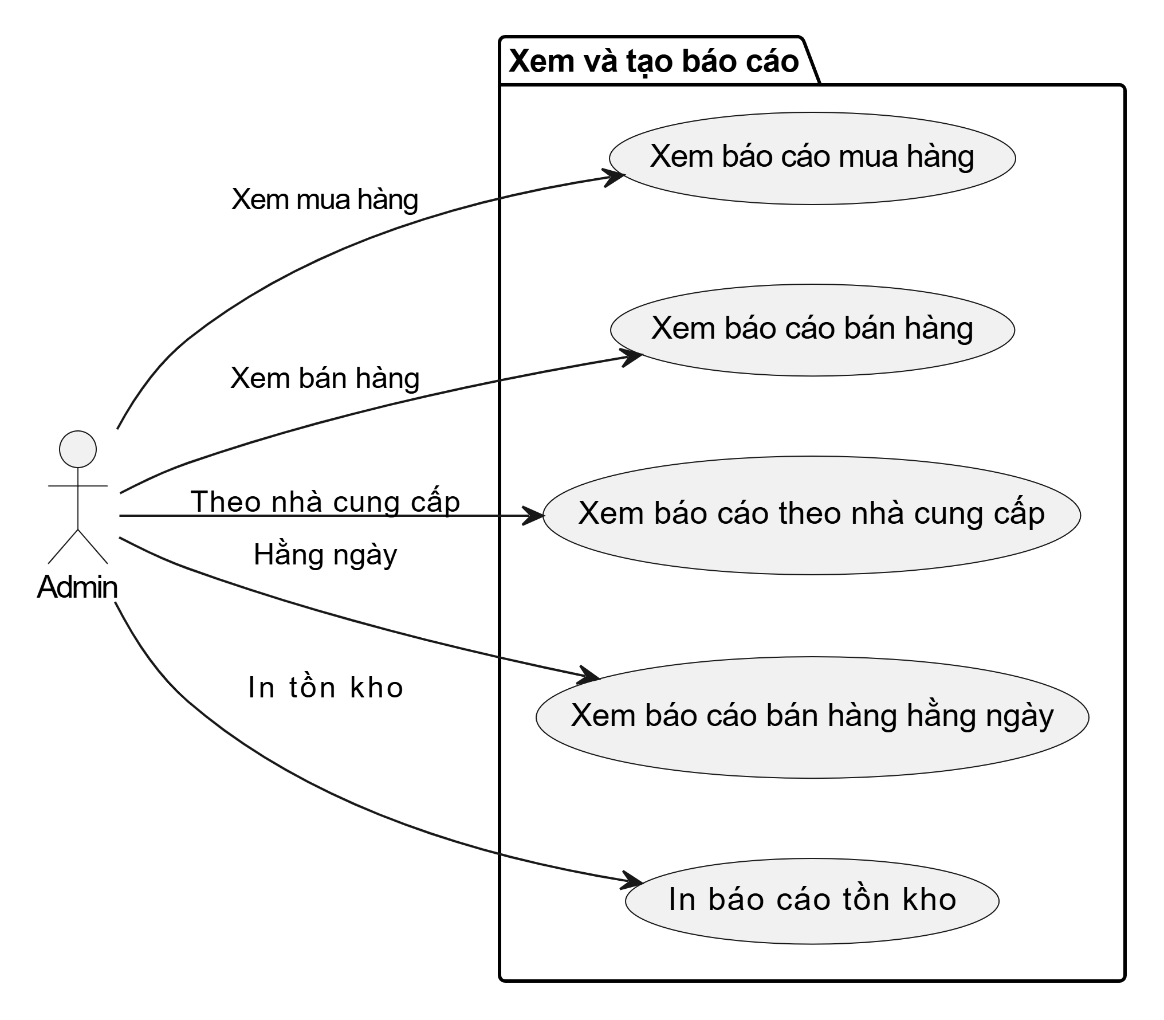 Xem và tạo báo cáo
Xem báo cáo mua hàng
Xem mua hàng
Xem báo cáo bán hàng
Xem bán hàng
Theo nhà cung cấp
Xem báo cáo theo nhà cung cấp
Hằng ngày
Admin
In tồn kho
Xem báo cáo bán hàng hằng ngày
In báo cáo tồn kho